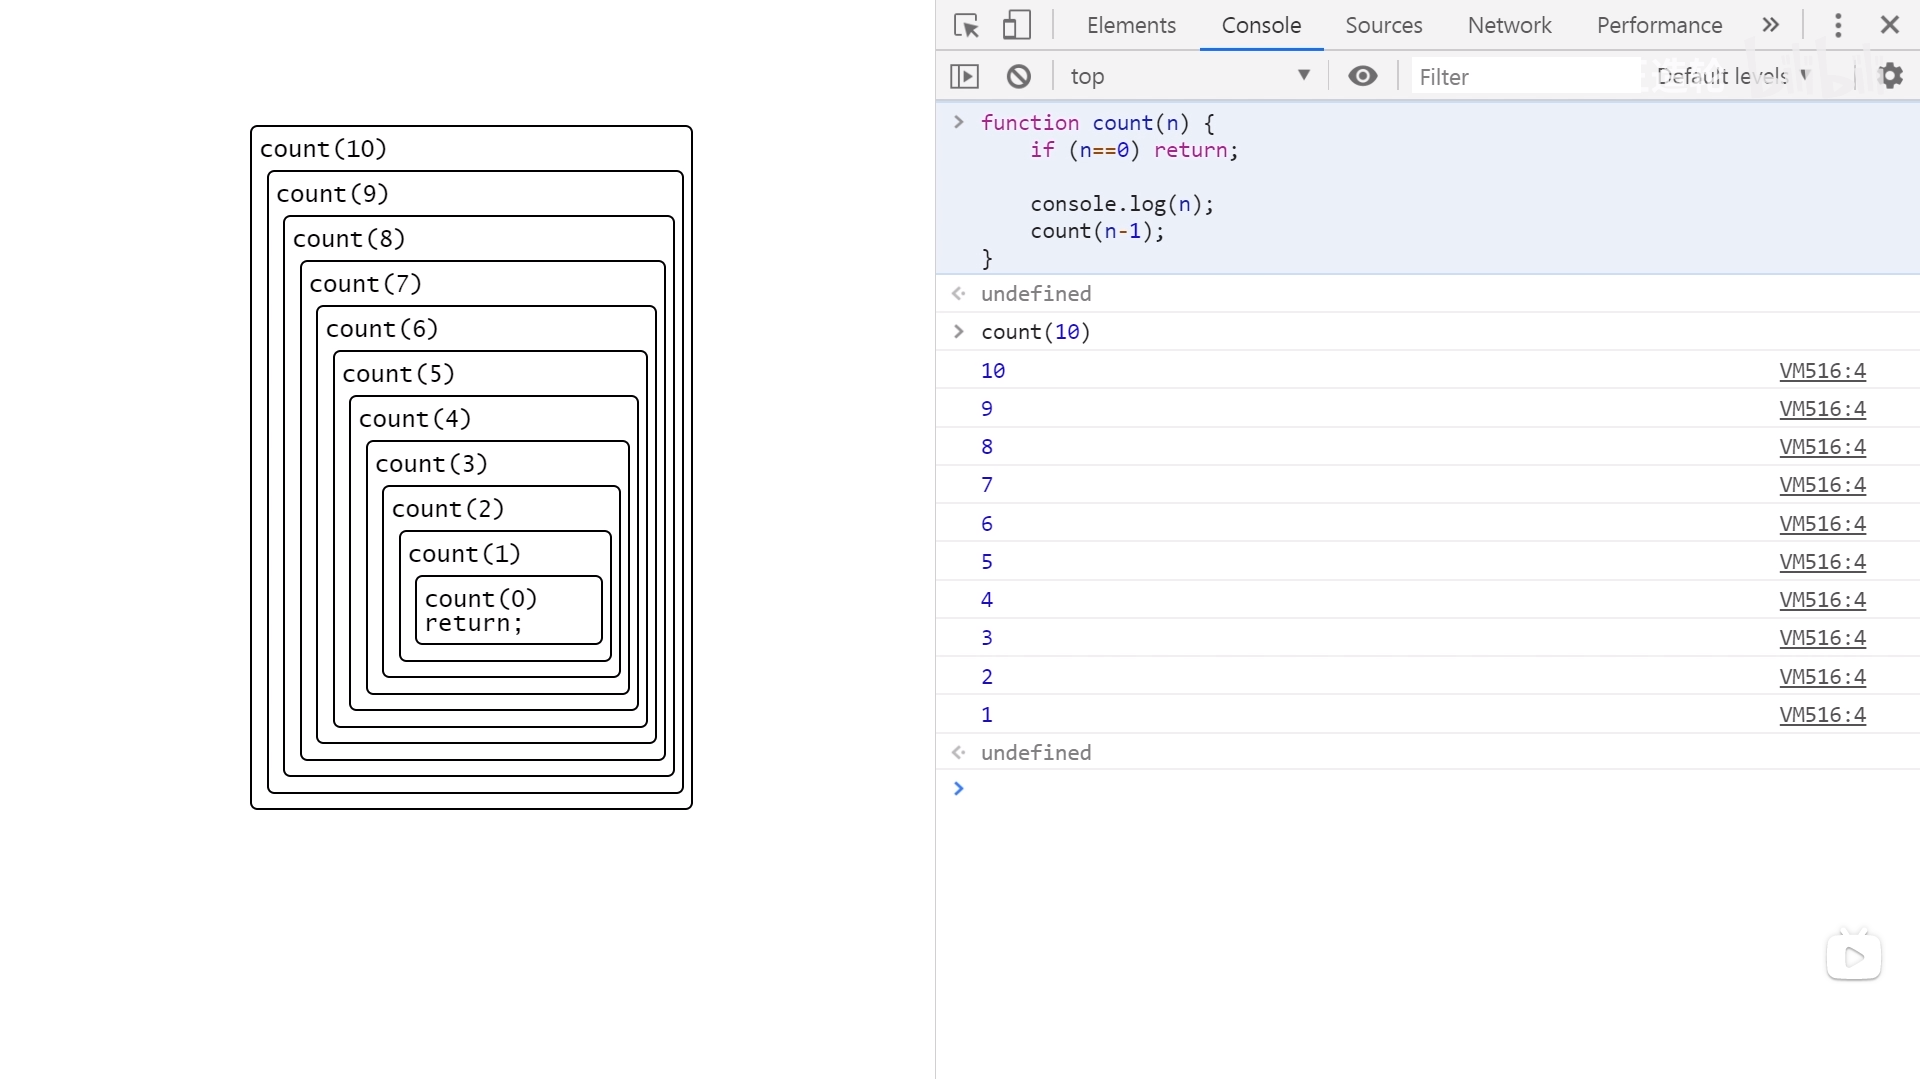 count(10)
count(9)
count(8)
count(7)
count(6)
count(5)
count(4)
count(3)
count(2)
count(1)
count(0)
return;
Elements Console Sources Network Performance
top Filter Default levels
function count(n) {
if (n==0) return;
console.log(n);
count(n-1);
}
undefined
count(10)
10 VM516:4
9 VM516:4
8 VM516:4
7 VM516:4
6 VM516:4
5 VM516:4
4 VM516:4
3 VM516:4
2 VM516:4
1 VM516:4
undefined